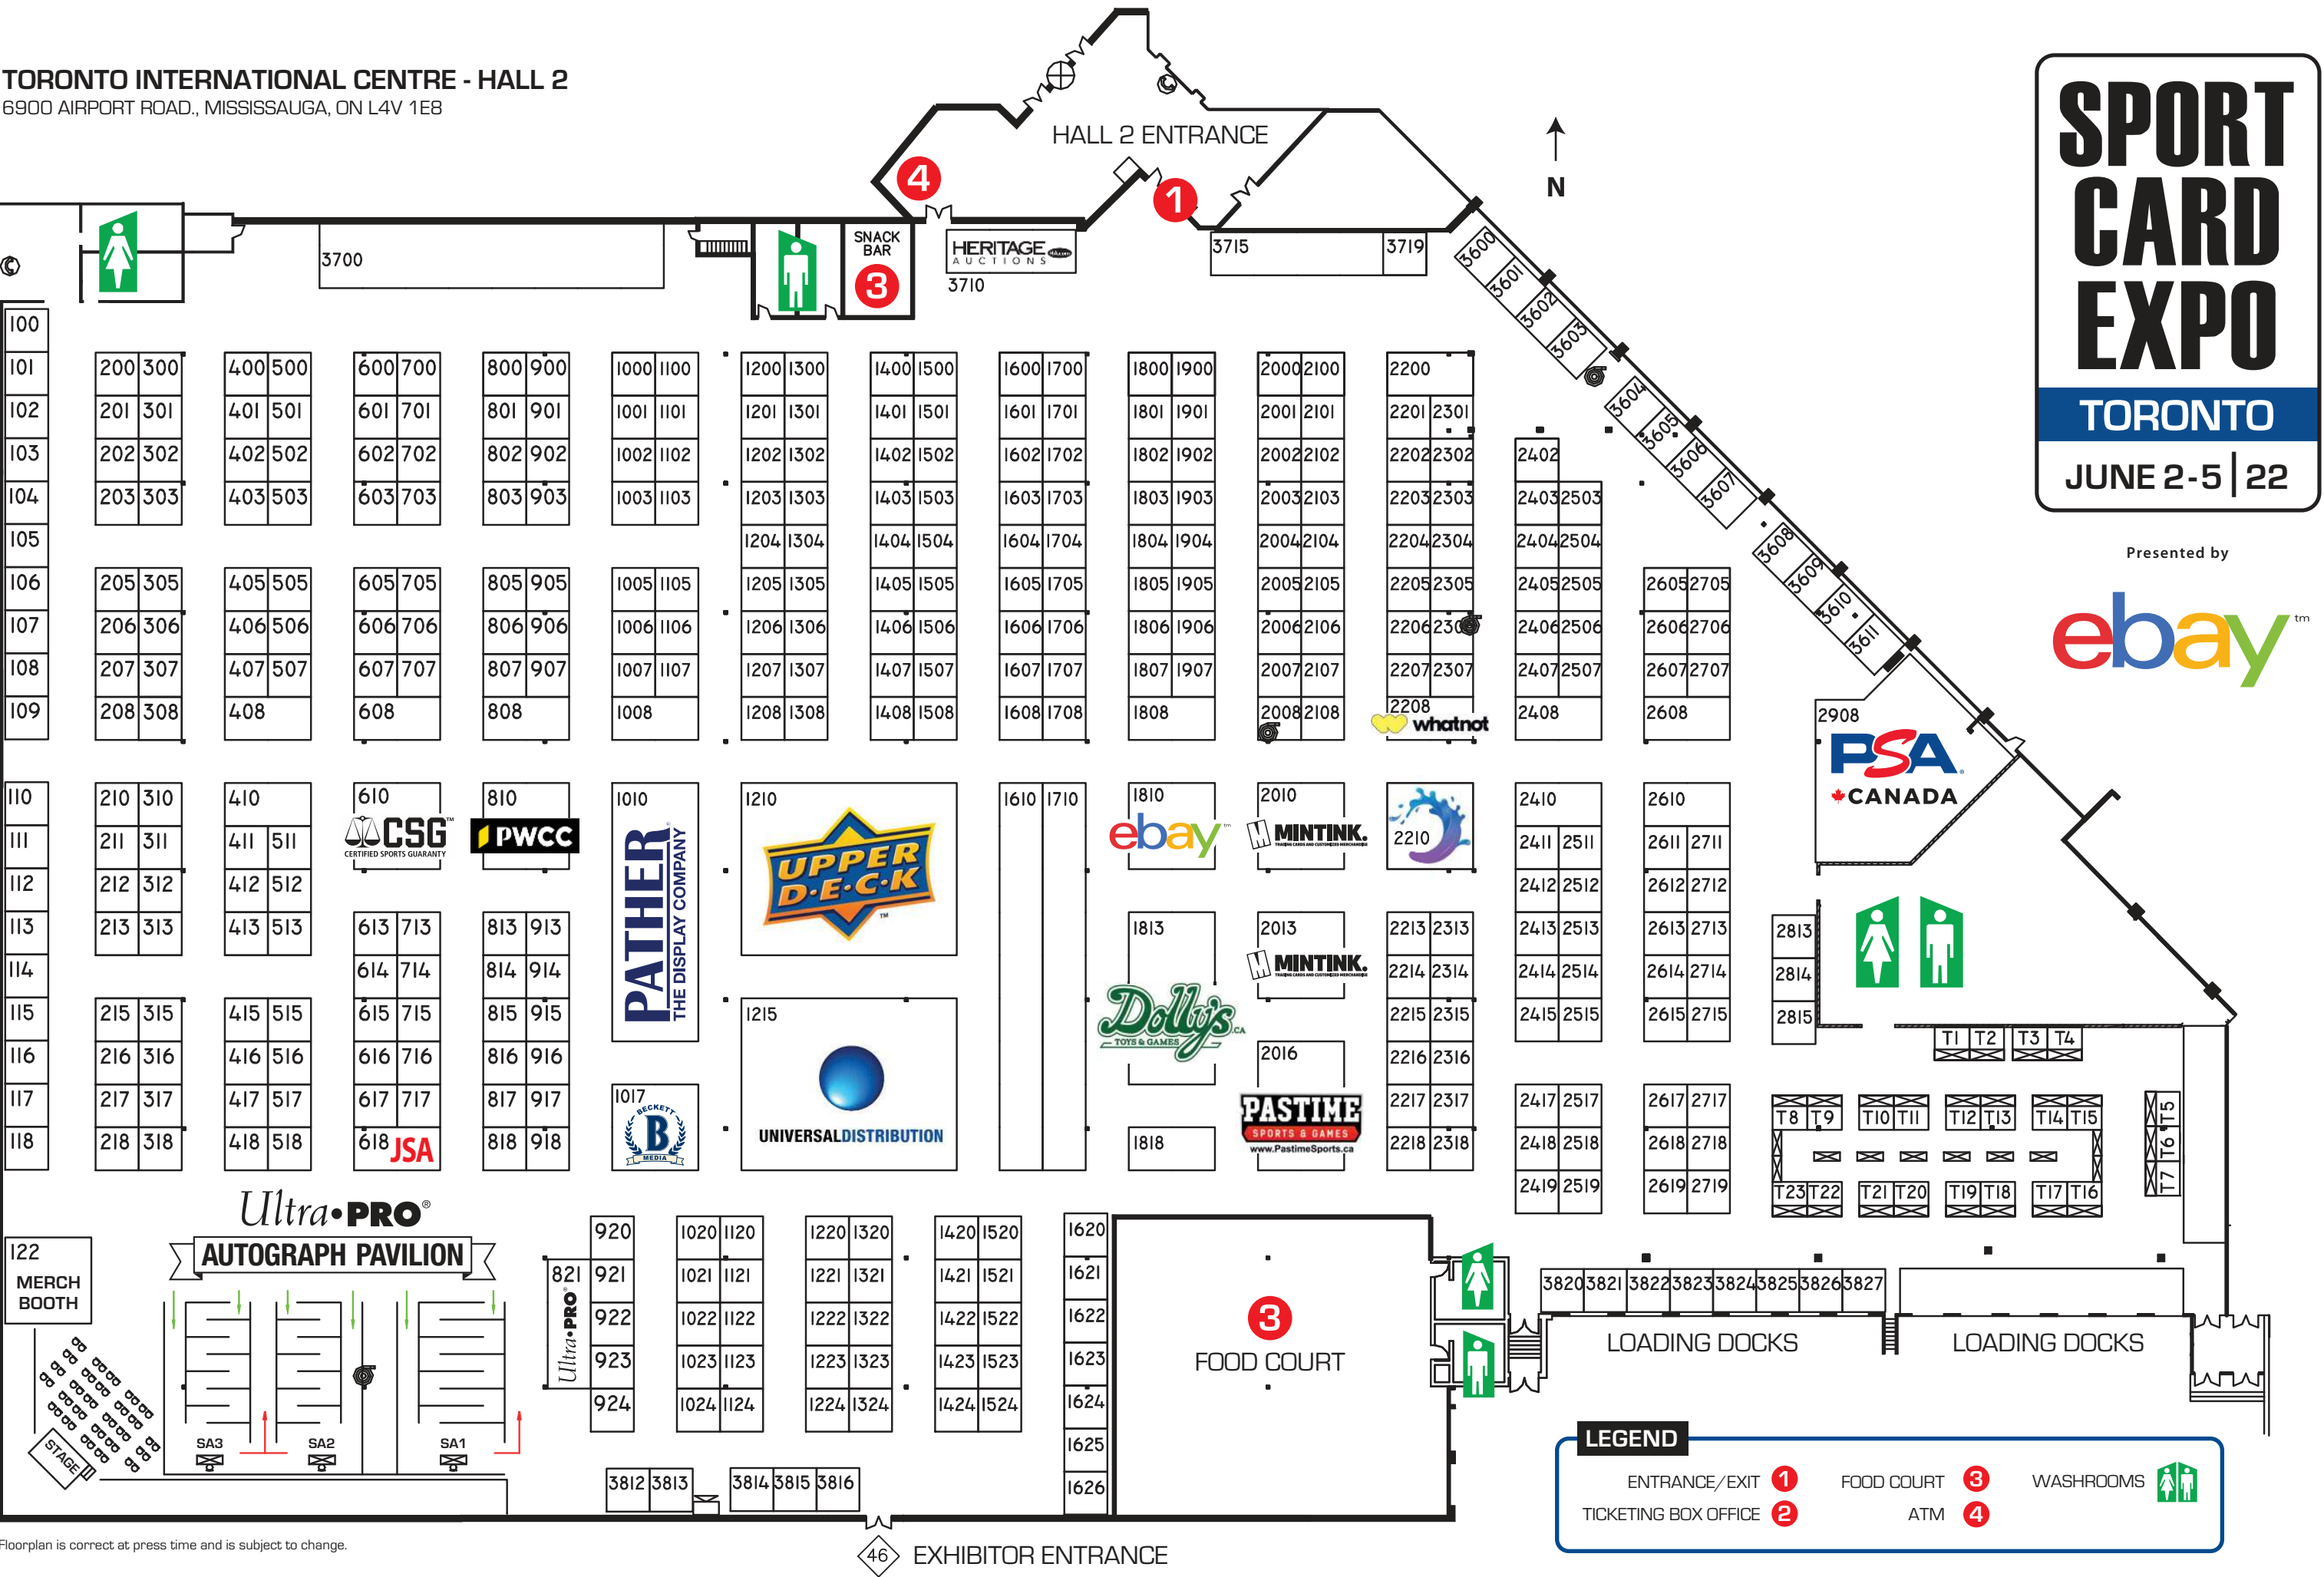 TORONTO INTERNATIONAL CENTRE - HALL 2
6900 AIRPORT ROAD., MISSISSAUGA, ON L4V 1E8
HALL 2 ENTRANCE
4
1
N
SPORT
CARD
EXPO
TORONTO
JUNE 2-5 | 22
Presented by
ebay™
3700
SNACK
BAR
3
HERITAGE
AUCTIONS
3710
3715 3719
3600
3601
3602
3603
3604
3605
3606
3607
3608
3609
3610
3611
100
101 200 300 400 500 600 700 800 900 1000 1100 1200 1300 1400 1500 1600 1700 1800 1900 2000 2100 2200
102 201 301 401 501 601 701 801 901 1001 1101 1201 1301 1401 1501 1601 1701 1801 1901 2001 2101 2201 2301
103 202 302 402 502 602 702 802 902 1002 1102 1202 1302 1402 1502 1602 1702 1802 1902 2002 2102 2202 2302 2402
104 203 303 403 503 603 703 803 903 1003 1103 1203 1303 1403 1503 1603 1703 1803 1903 2003 2103 2203 2303 2403 2503
105 1204 1304 1404 1504 1604 1704 1804 1904 2004 2104 2204 2304 2404 2504
106 205 305 405 505 605 705 805 905 1005 1105 1205 1305 1405 1505 1605 1705 1805 1905 2005 2105 2205 2305 2405 2505 2605 2705
107 206 306 406 506 606 706 806 906 1006 1106 1206 1306 1406 1506 1606 1706 1806 1906 2006 2106 2206 2406 2506 2606 2706
108 207 307 407 507 607 707 807 907 1007 1107 1207 1307 1407 1507 1607 1707 1807 1907 2007 2107 2207 2307 2407 2507 2607 2707
109 208 308 408 608 808 1008 1208 1308 1408 1508 1608 1708 1808 2008 2108 2208 2408 2608
whatnot
2908
PSA
CANADA
110 210 310 410 610 810 1010 1210 1610 1710 1810 2010 2410 2610
CSG™
CERTIFIED SPORTS GUARANTY
PWCC
PATHER
THE DISPLAY COMPANY
UPPER
D·E·C·K
™
ebay™
MINTINK.
2210
111 211 311 411 511 2411 2511 2611 2711
112 212 312 412 512 2412 2512 2612 2712
113 213 313 413 513 613 713 813 913 1813 2013 2213 2313 2413 2513 2613 2713 2813
MINTINK.
114 614 714 814 914 2214 2314 2414 2514 2614 2714 2814
115 215 315 415 515 615 715 815 915 1215 2215 2315 2415 2515 2615 2715 2815
Dolly's.CA
TOYS & GAMES
116 216 316 416 516 616 716 816 916 2016 2216 2316
T1 T2 T3 T4
117 217 317 417 517 617 717 817 917 1017 2217 2317 2417 2517 2617 2717
BECKETT
B
MEDIA
UNIVERSALDISTRIBUTION
PASTIME
SPORTS & GAMES
www.PastimeSports.ca
T8 T9 T10 T11 T12 T13 T14 T15
T5
T6
T7
118 218 318 418 518 618 JSA 818 918 1818 2218 2318 2418 2518 2618 2718
2419 2519 2619 2719
T23 T22 T21 T20 T19 T18 T17 T16
Ultra•PRO®
AUTOGRAPH PAVILION
122
MERCH
BOOTH
920 1020 1120 1220 1320 1420 1520 1620
821 921 1021 1121 1221 1321 1421 1521 1621
Ultra•PRO®
922 1022 1122 1222 1322 1422 1522 1622
923 1023 1123 1223 1323 1423 1523 1623
924 1024 1124 1224 1324 1424 1524 1624
1625
1626
3
FOOD COURT
3820 3821 3822 3823 3824 3825 3826 3827
LOADING DOCKS
LOADING DOCKS
SA3 SA2 SA1
STAGE
3812 3813 3814 3815 3816
LEGEND
ENTRANCE/EXIT 1 FOOD COURT 3 WASHROOMS
TICKETING BOX OFFICE 2 ATM 4
Floorplan is correct at press time and is subject to change.
46 EXHIBITOR ENTRANCE